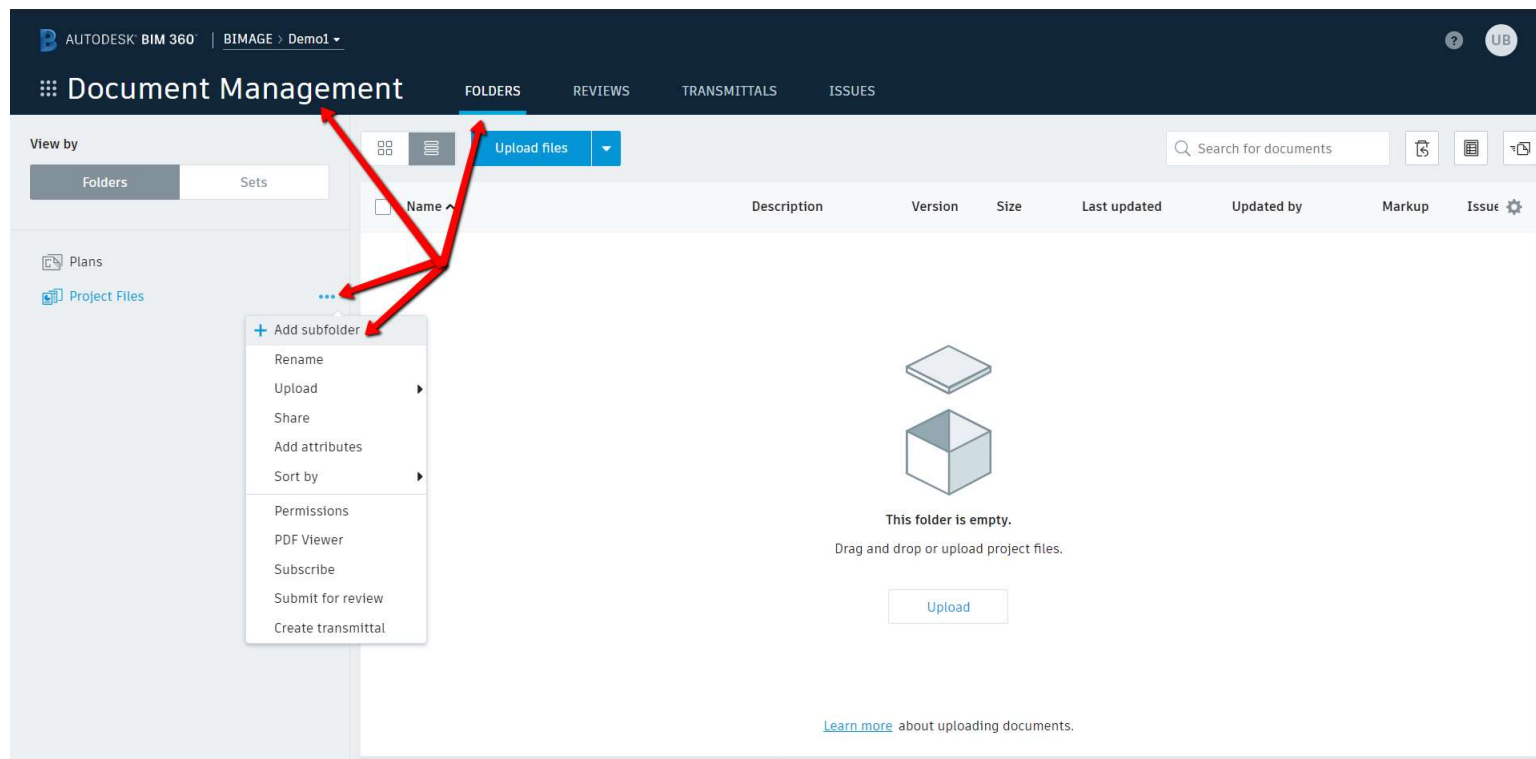 AUTODESK® BIM 360™ | BIMAGE > Demo1
UB
Document Management FOLDERS REVIEWS TRANSMITTALS ISSUES
View by
Upload files
Search for documents
Folders Sets
Name Description Version Size Last updated Updated by Markup Issue
Plans
Project Files
+ Add subfolder
Rename
Upload
Share
Add attributes
Sort by
Permissions
PDF Viewer
Subscribe
Submit for review
Create transmittal
This folder is empty.
Drag and drop or upload project files.
Upload
Learn more about uploading documents.